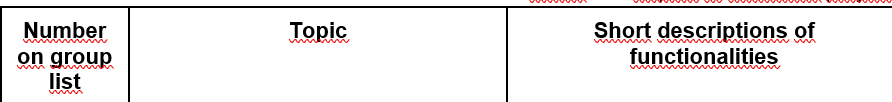 Number
on group
list
Topic
Short descriptions of
functionalities